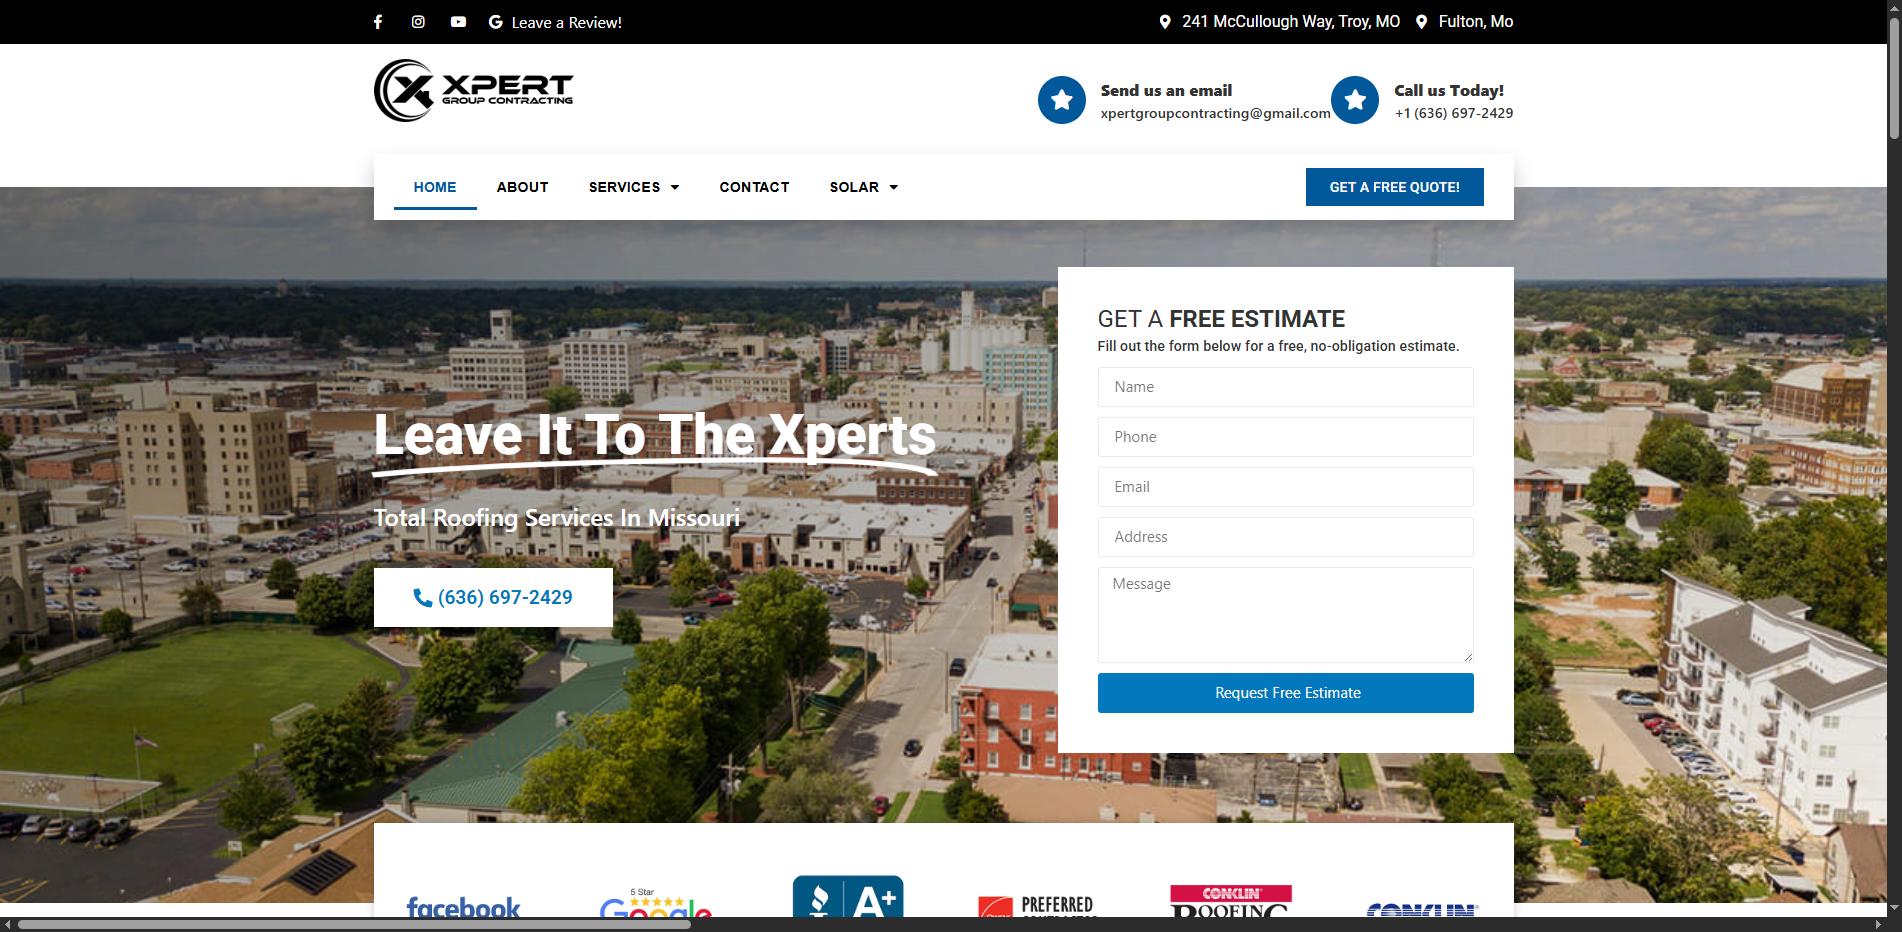 Leave a Review!
241 McCullough Way, Troy, MO
Fulton, Mo
XPERT
GROUP CONTRACTING
Send us an email
xpertgroupcontracting@gmail.com
Call us Today!
+1 (636) 697-2429
HOME
ABOUT
SERVICES
CONTACT
SOLAR
GET A FREE QUOTE!
Leave It To The Xperts
Total Roofing Services In Missouri
(636) 697-2429
GET A FREE ESTIMATE
Fill out the form below for a free, no-obligation estimate.
Name
Phone
Email
Address
Message
Request Free Estimate
facebook
5 Star
Google
A+
PREFERRED
CONKLIN
ROOFING
CONKLIN